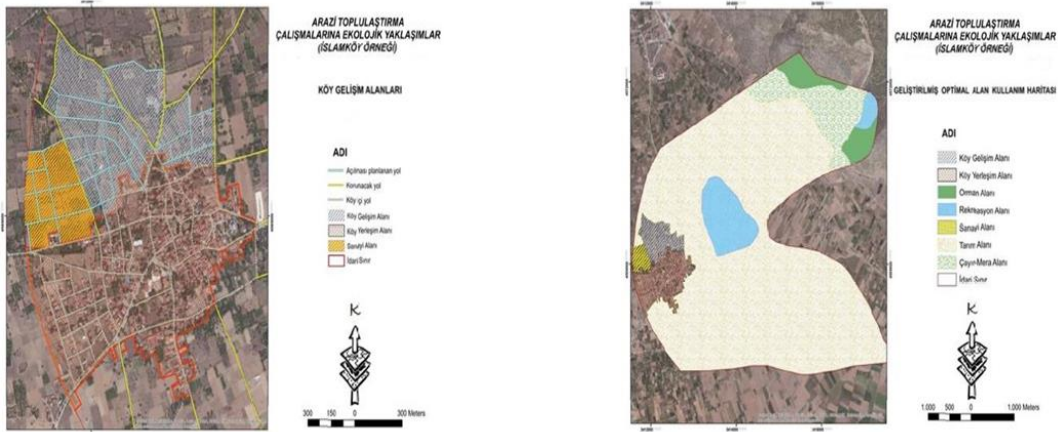 ARAZİ TOPLULAŞTIRMA
ÇALIŞMALARINA EKOLOJİK YAKLAŞIMLAR
(İSLAMKÖY ÖRNEĞİ)
KÖY GELİŞİM ALANLARI
ADI
Açılması planlanan yol
Korunacak yol
Köy içi yol
Köy Gelişim Alanı
Köy Yerleşim Alanı
Sanayi Alanı
İdari Sınır
K
300 150 0 300 Meters
ARAZİ TOPLULAŞTIRMA
ÇALIŞMALARINA EKOLOJİK YAKLAŞIMLAR
(İSLAMKÖY ÖRNEĞİ)
GELİŞTİRİLMİŞ OPTİMAL ALAN KULLANIM HARİTASI
ADI
Köy Gelişim Alanı
Köy Yerleşim Alanı
Orman Alanı
Rekreasyon Alanı
Sanayi Alanı
Tarım Alanı
Çayır-Mera Alanı
İdari Sınır
K
1.000 500 0 1.000 Meters